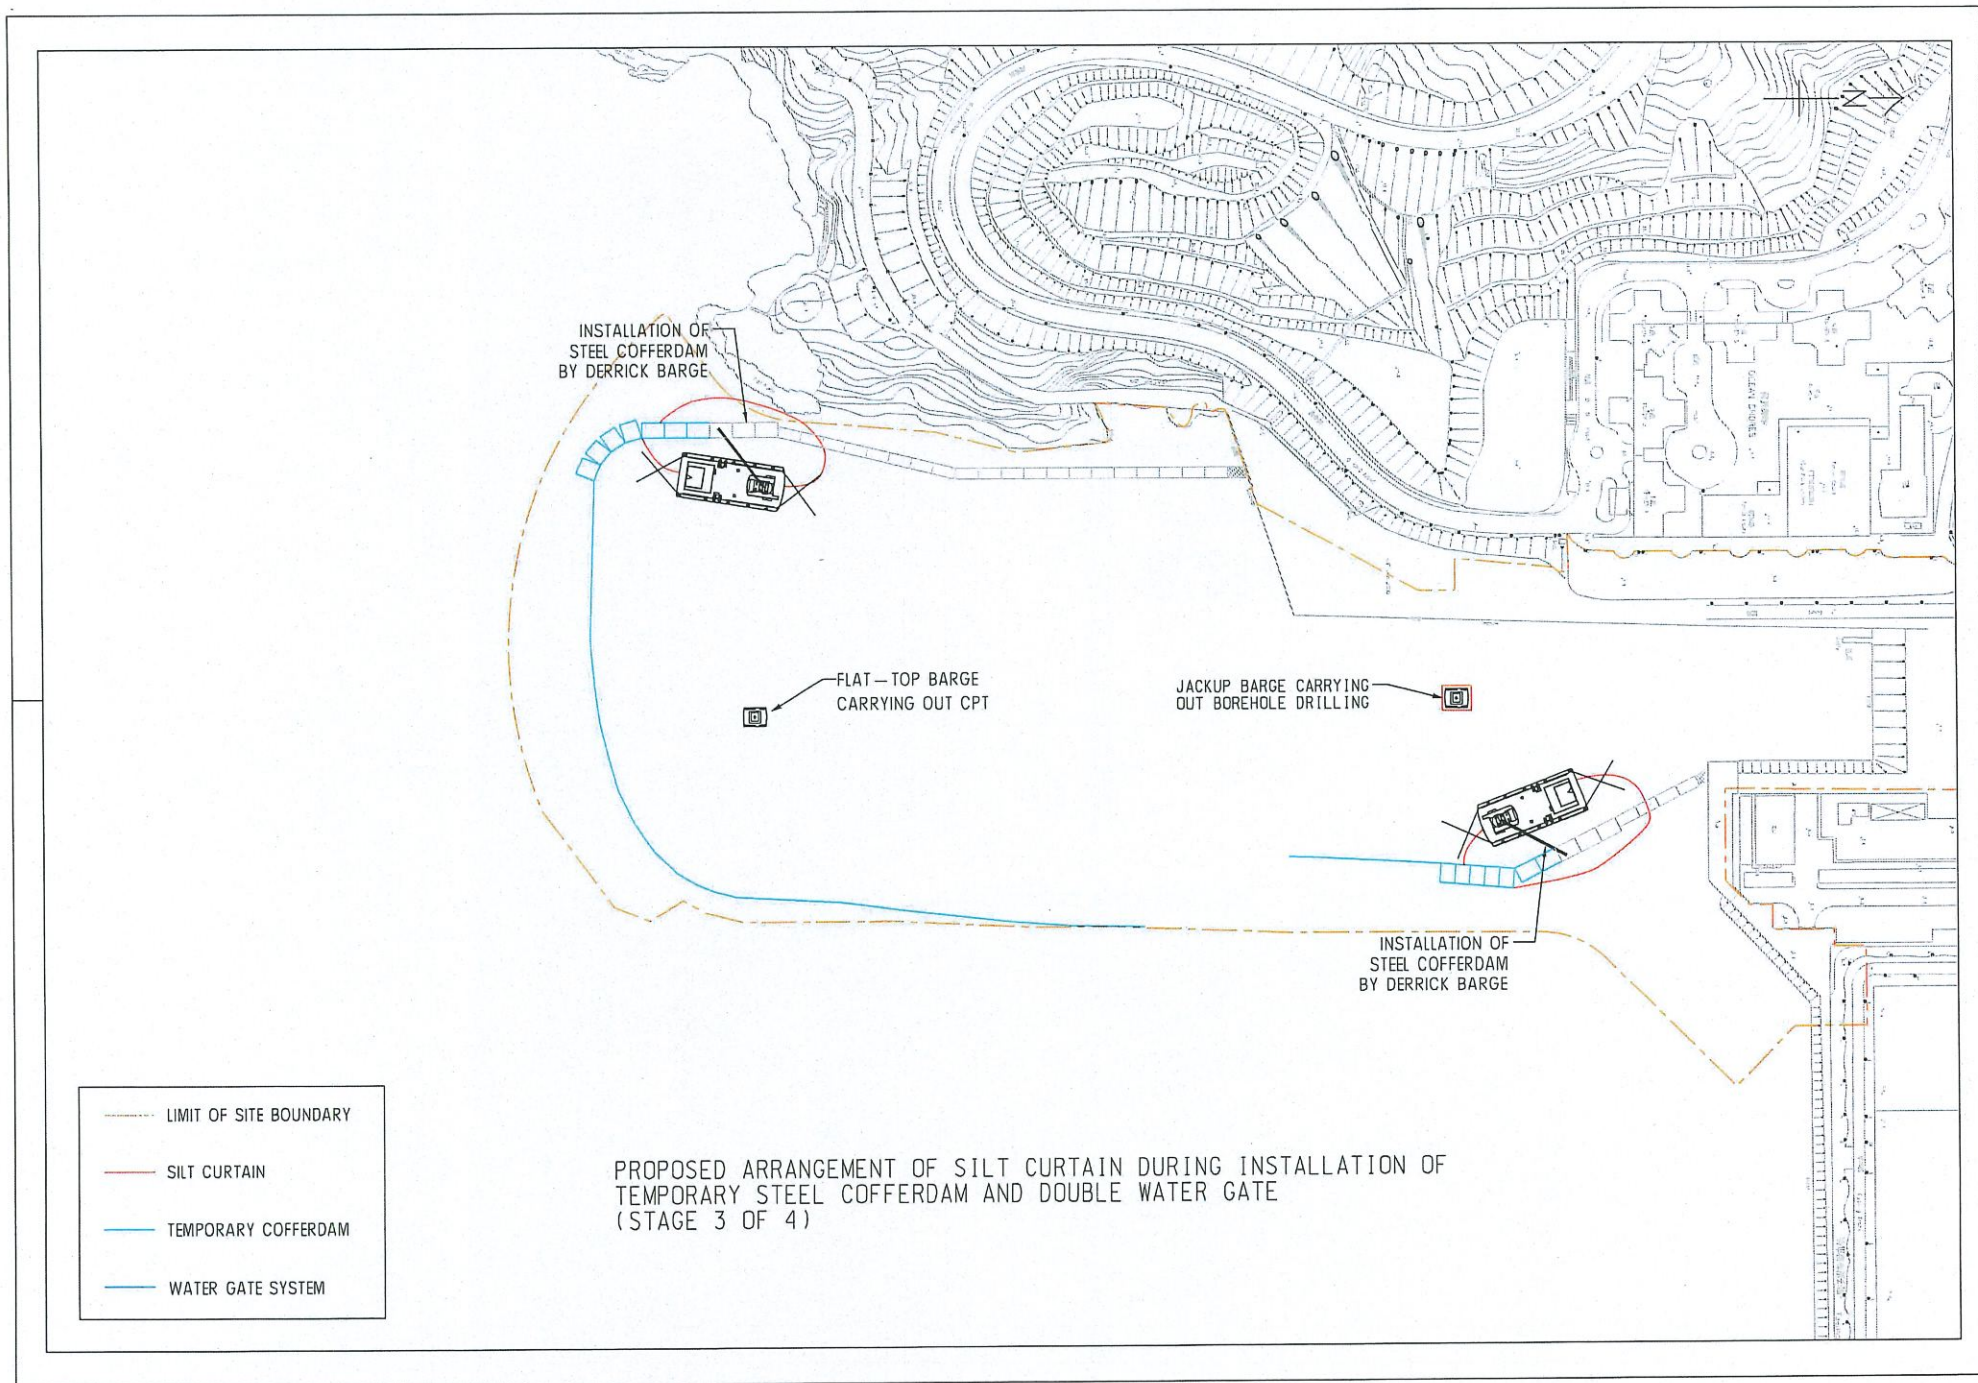 N
INSTALLATION OF
STEEL COFFERDAM
BY DERRICK BARGE
FLAT-TOP BARGE
CARRYING OUT CPT
JACKUP BARGE CARRYING
OUT BOREHOLE DRILLING
INSTALLATION OF
STEEL COFFERDAM
BY DERRICK BARGE
LIMIT OF SITE BOUNDARY
SILT CURTAIN
TEMPORARY COFFERDAM
WATER GATE SYSTEM
PROPOSED ARRANGEMENT OF SILT CURTAIN DURING INSTALLATION OF
TEMPORARY STEEL COFFERDAM AND DOUBLE WATER GATE
(STAGE 3 OF 4)